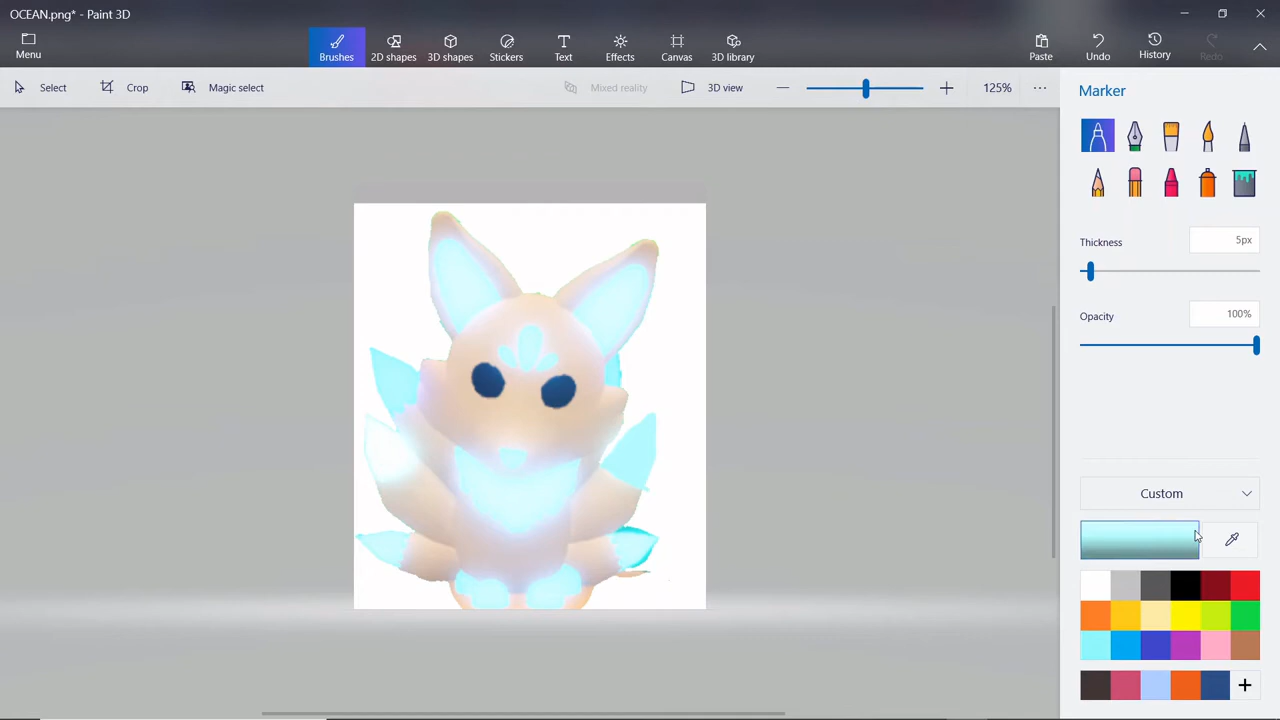 OCEAN.png* - Paint 3D
Menu
Brushes
2D shapes
3D shapes
Stickers
Text
Effects
Canvas
3D library
Paste
Undo
History
Redo
Select
Crop
Magic select
Mixed reality
3D view
125%
Marker
Thickness
5px
Opacity
100%
Custom